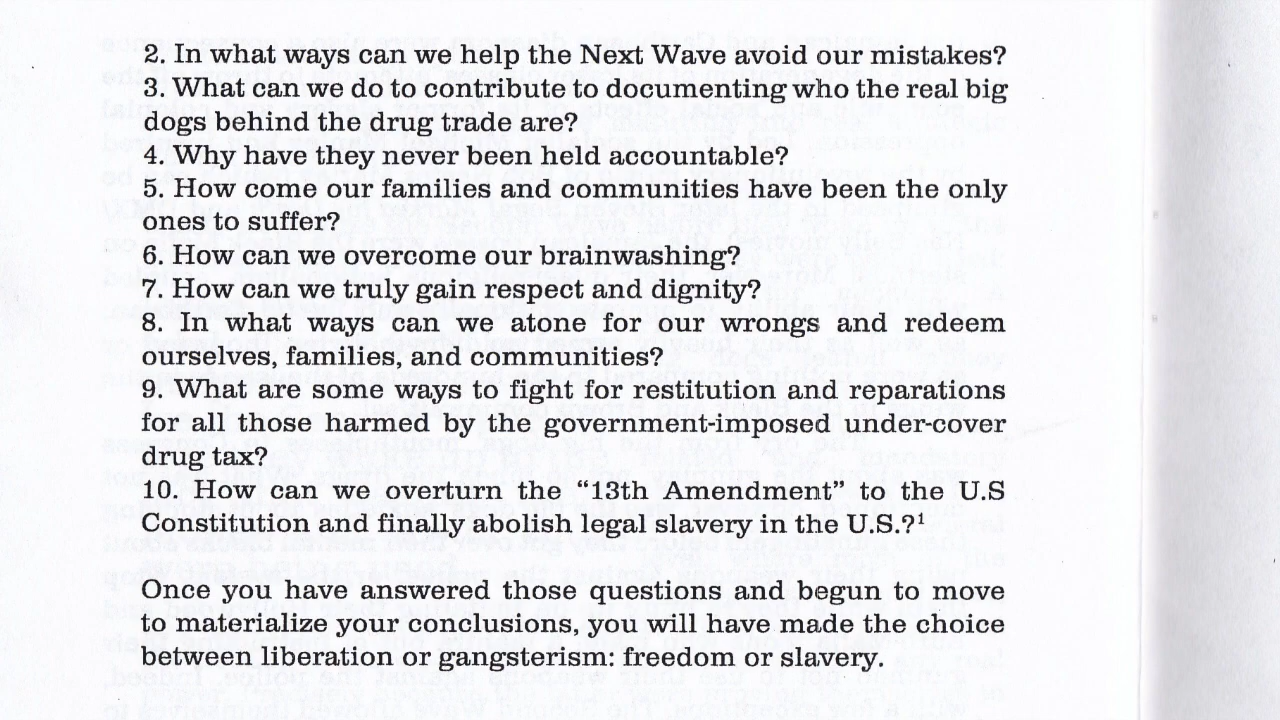 2. In what ways can we help the Next Wave avoid our mistakes?
3. What can we do to contribute to documenting who the real big
dogs behind the drug trade are?
4. Why have they never been held accountable?
5. How come our families and communities have been the only
ones to suffer?
6. How can we overcome our brainwashing?
7. How can we truly gain respect and dignity?
8. In what ways can we atone for our wrongs and redeem
ourselves, families, and communities?
9. What are some ways to fight for restitution and reparations
for all those harmed by the government-imposed under-cover
drug tax?
10. How can we overturn the “13th Amendment” to the U.S
Constitution and finally abolish legal slavery in the U.S.?¹
Once you have answered those questions and begun to move
to materialize your conclusions, you will have made the choice
between liberation or gangsterism: freedom or slavery.